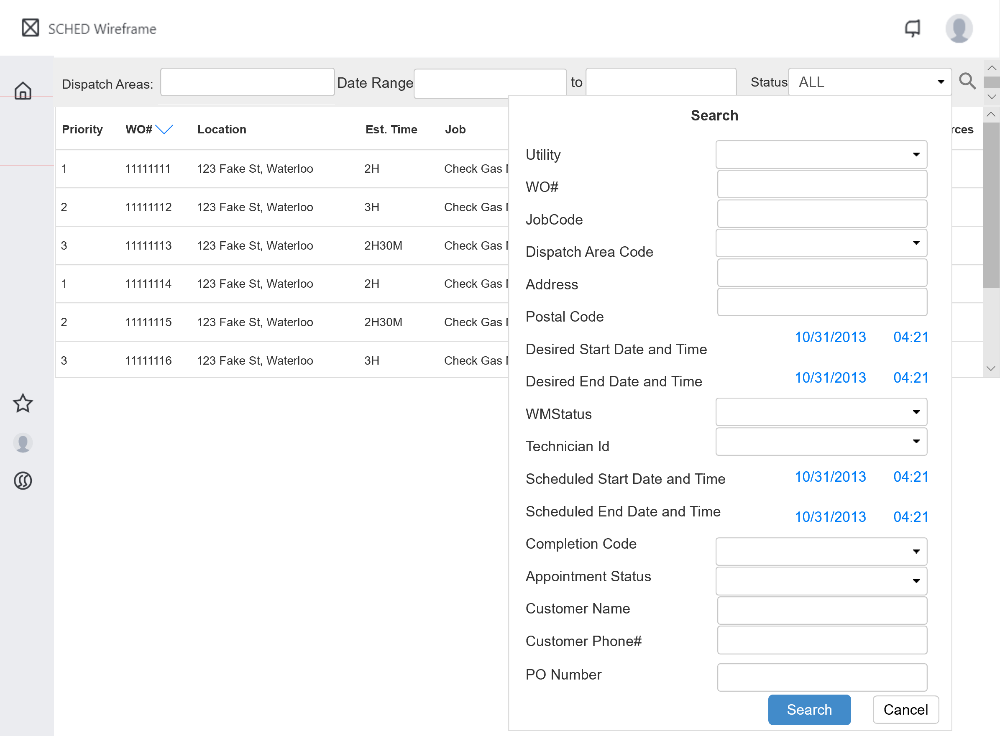 SCHED Wireframe
Dispatch Areas: Date Range to Status ALL
Priority WO# Location Est. Time Job rces
1 11111111 123 Fake St, Waterloo 2H Check Gas
2 11111112 123 Fake St, Waterloo 3H Check Gas
3 11111113 123 Fake St, Waterloo 2H30M Check Gas
1 11111114 123 Fake St, Waterloo 2H Check Gas
2 11111115 123 Fake St, Waterloo 2H30M Check Gas
3 11111116 123 Fake St, Waterloo 3H Check Gas
Search
Utility
WO#
JobCode
Dispatch Area Code
Address
Postal Code
Desired Start Date and Time 10/31/2013 04:21
Desired End Date and Time 10/31/2013 04:21
WMStatus
Technician Id
Scheduled Start Date and Time 10/31/2013 04:21
Scheduled End Date and Time 10/31/2013 04:21
Completion Code
Appointment Status
Customer Name
Customer Phone#
PO Number
Search Cancel